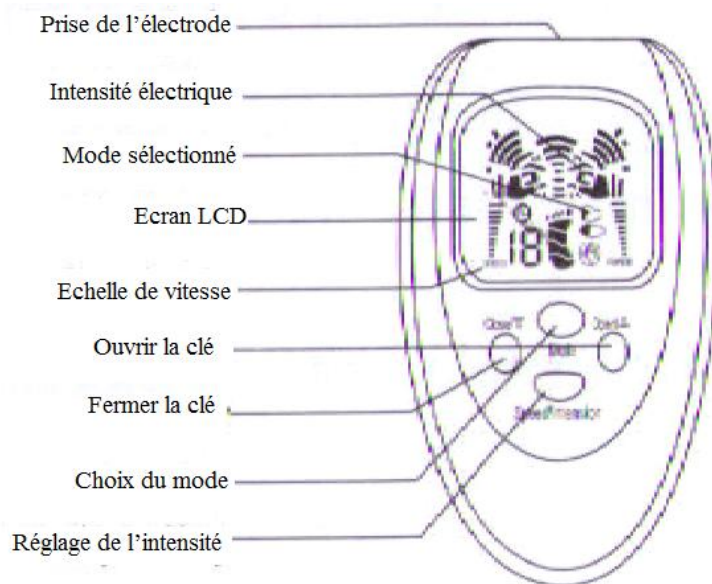 Prise de l’électrode
Intensité électrique
Mode sélectionné
Ecran LCD
Echelle de vitesse
18
Ouvrir la clé
Fermer la clé
Choix du mode
Réglage de l’intensité